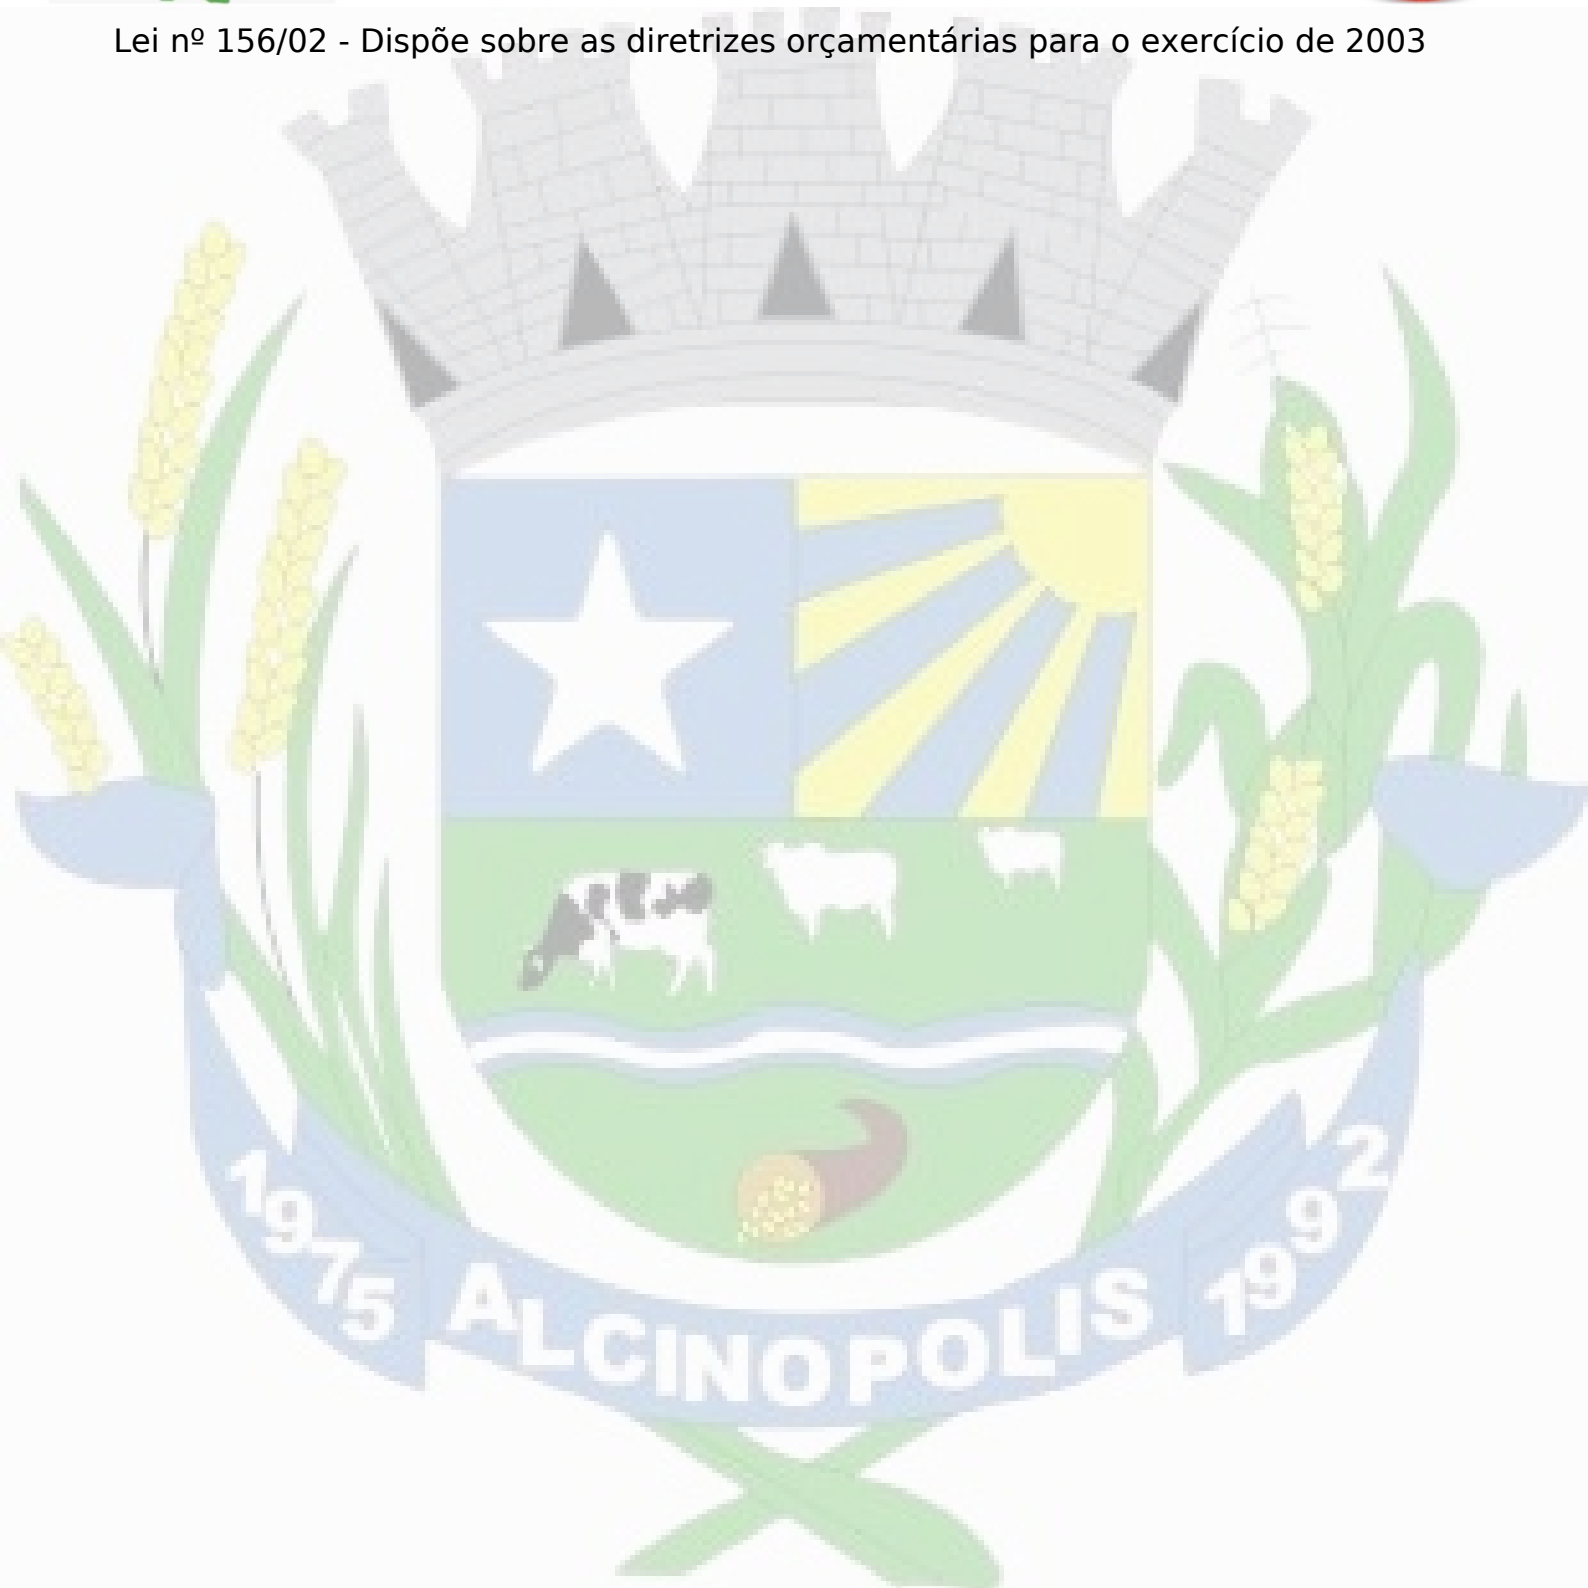 Lei nº 156/02 - Dispõe sobre as diretrizes orçamentárias para o exercício de 2003
1975 ALCINOPOLIS 1992